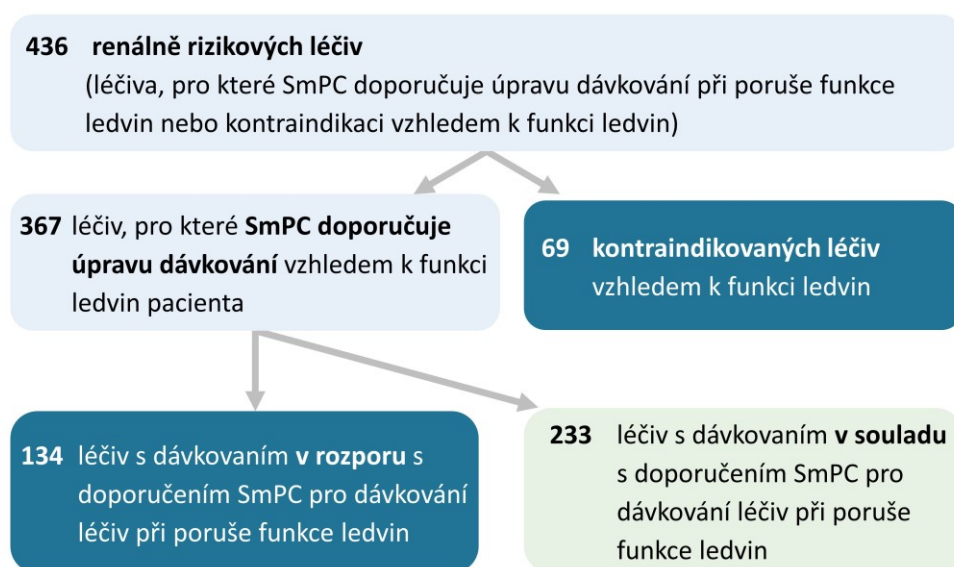 436 renálně rizikových léčiv
(léčiva, pro které SmPC doporučuje úpravu dávkování při poruše funkce
ledvin nebo kontraindikaci vzhledem k funkci ledvin)
367 léčiv, pro které SmPC doporučuje
úpravu dávkování vzhledem k funkci
ledvin pacienta
69 kontraindikovaných léčiv
vzhledem k funkci ledvin
134 léčiv s dávkovaním v rozporu s
doporučením SmPC pro dávkování
léčiv při poruše funkce ledvin
233 léčiv s dávkovaním v souladu
s doporučením SmPC pro
dávkování léčiv při poruše
funkce ledvin